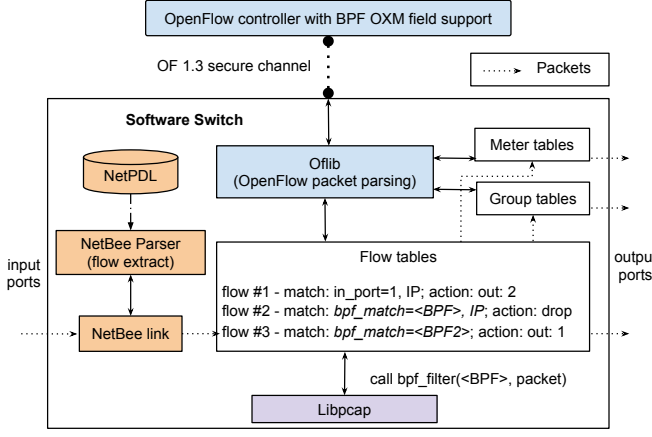 OpenFlow controller with BPF OXM field support
OF 1.3 secure channel
Packets
Software Switch
NetPDL
Oflib
(OpenFlow packet parsing)
Meter tables
Group tables
NetBee Parser
(flow extract)
input
ports
Flow tables
outpu
ports
flow #1 - match: in_port=1, IP; action: out: 2
flow #2 - match: bpf_match=<BPF>, IP; action: drop
flow #3 - match: bpf_match=<BPF2>; action: out: 1
NetBee link
call bpf_filter(<BPF>, packet)
Libpcap